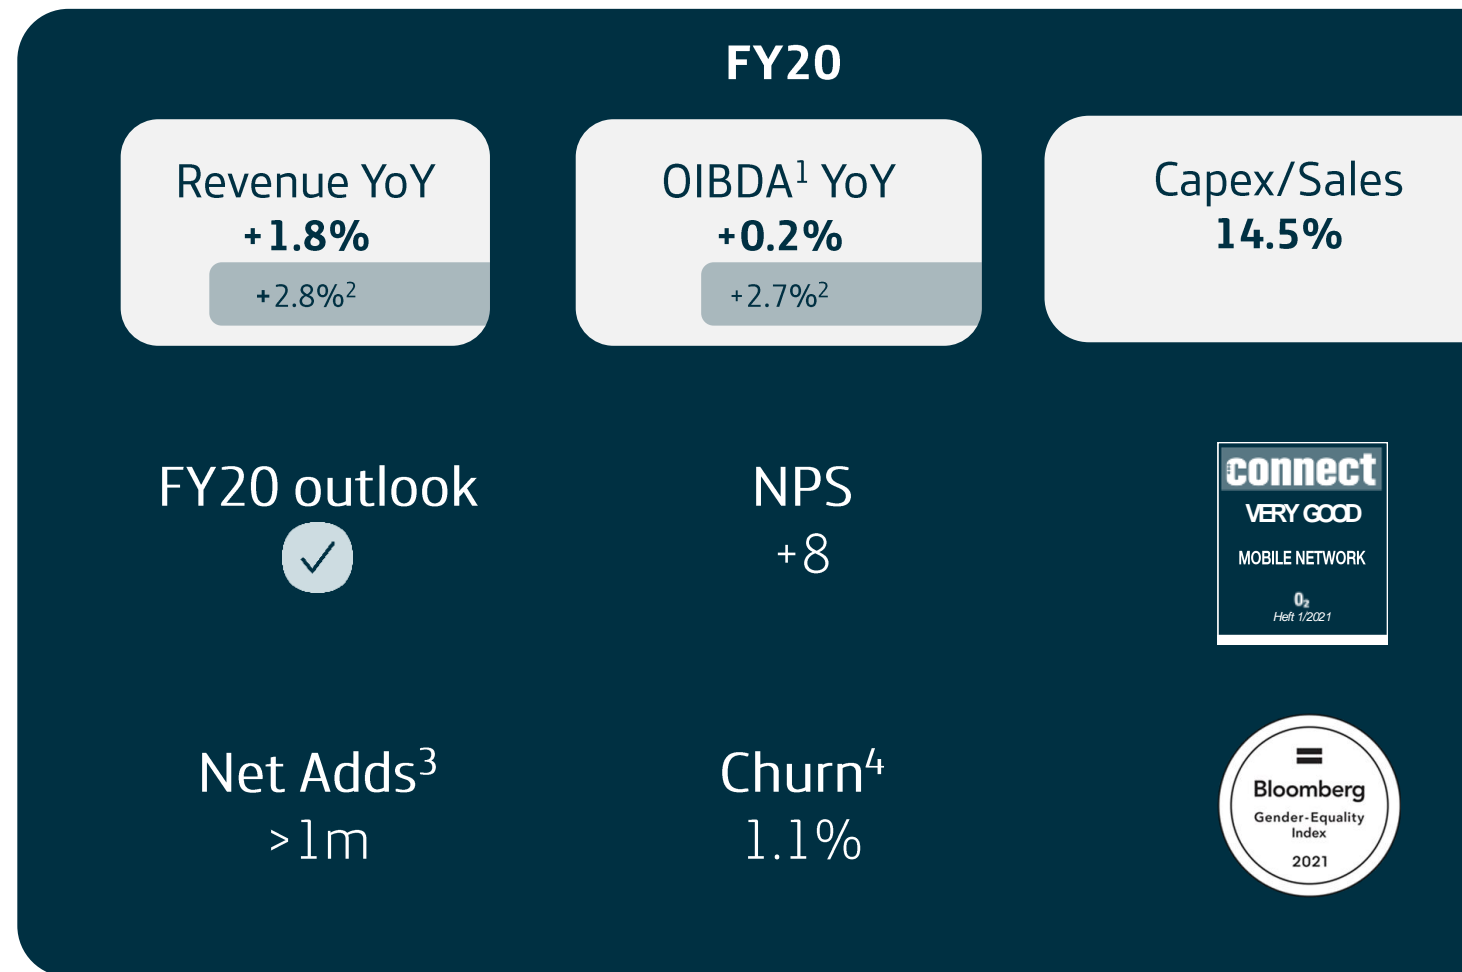 FY20
Revenue YoY
+1.8%
+2.8%²
OIBDA¹ YoY
+0.2%
+2.7%²
Capex/Sales
14.5%
FY20 outlook
NPS
+8
connect
VERY GOOD
MOBILE NETWORK
O₂
Heft 1/2021
Net Adds³
>1m
Churn⁴
1.1%
Bloomberg
Gender-Equality
Index
2021